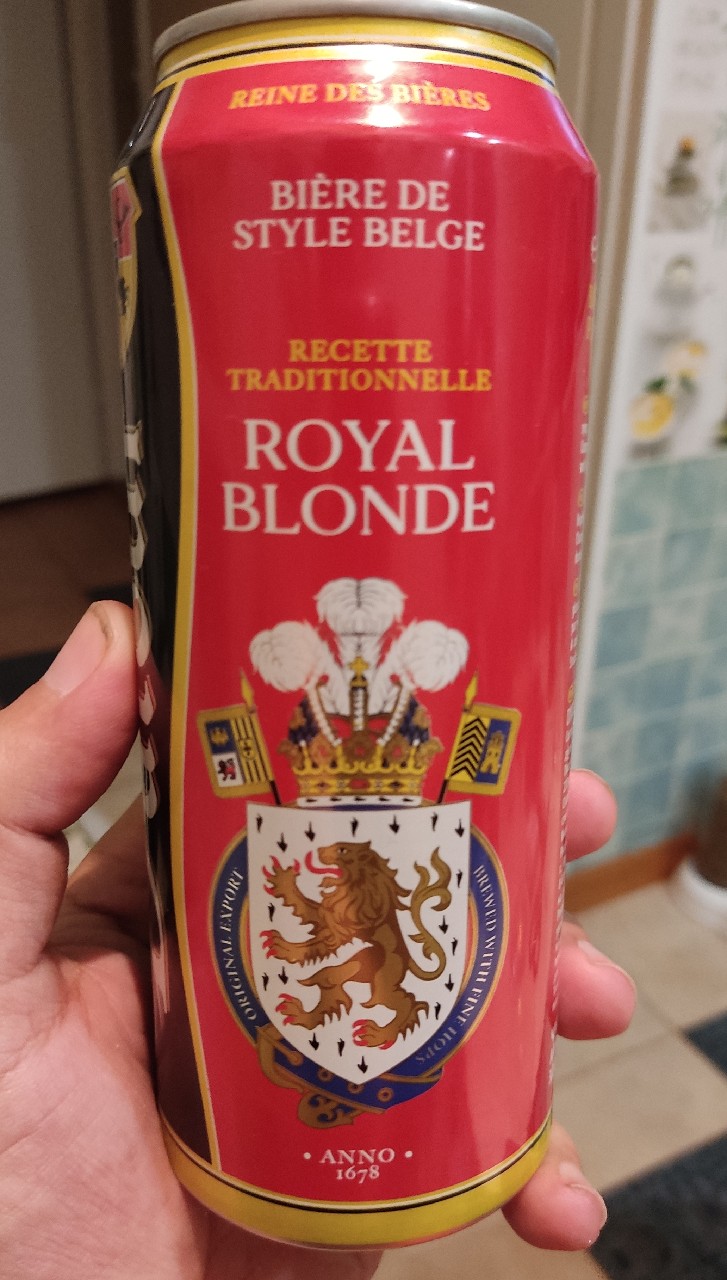 REINE DES BIÈRES
BIÈRE DE
STYLE BELGE
RECETTE
TRADITIONNELLE
ROYAL
BLONDE
ORIGINAL EXPORT
BREWED WITH FINE HOPS
• ANNO •
1678